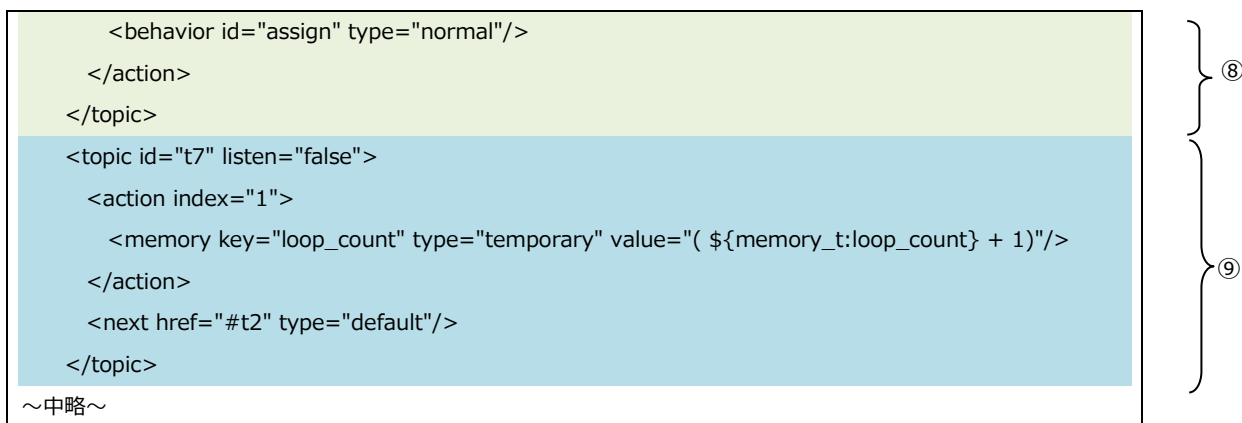 <behavior id="assign" type="normal"/>
</action>
</topic>
⑧
<topic id="t7" listen="false">
<action index="1">
<memory key="loop_count" type="temporary" value="( ${memory_t:loop_count} + 1)"/>
</action>
<next href="#t2" type="default"/>
</topic>
⑨
～中略～